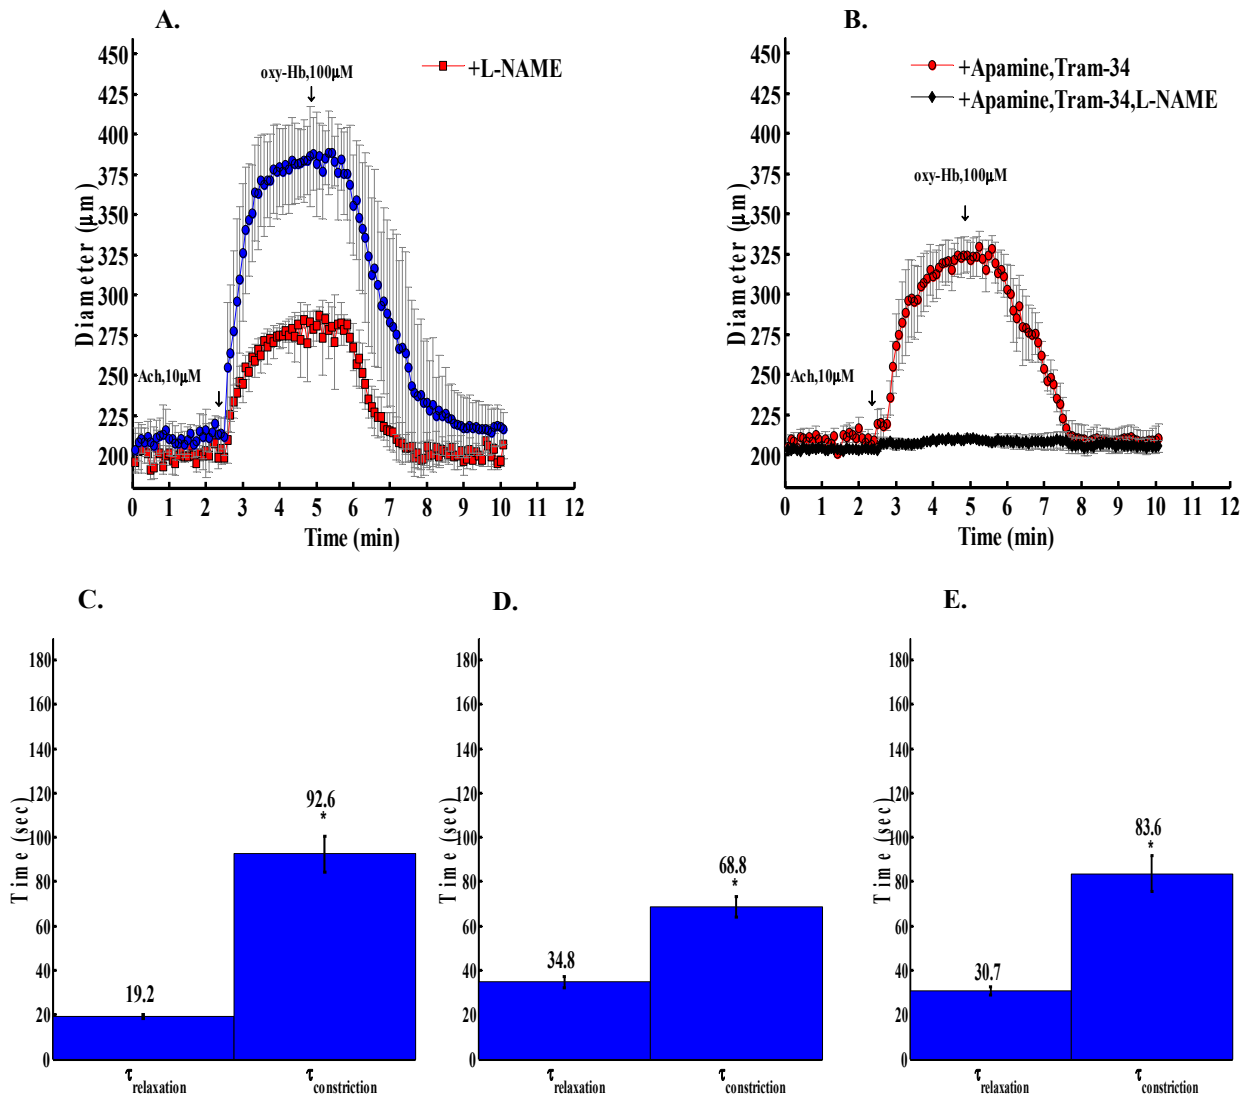 A.
450
425
400
375
350
325
300
275
250
225
200
Diameter (μm)
oxy-Hb,100μM
+L-NAME
Ach,10μM
0 1 2 3 4 5 6 7 8 9 10 11 12
Time (min)
B.
450
425
400
375
350
325
300
275
250
225
200
Diameter (μm)
+Apamine,Tram-34
+Apamine,Tram-34,L-NAME
oxy-Hb,100μM
Ach,10μM
0 1 2 3 4 5 6 7 8 9 10 11 12
Time (min)
C.
180
160
140
120
100
80
60
40
20
0
Time (sec)
92.6
*
19.2
τrelaxation τconstriction
D.
180
160
140
120
100
80
60
40
20
0
Time (sec)
68.8
*
34.8
τrelaxation τconstriction
E.
180
160
140
120
100
80
60
40
20
0
Time (sec)
83.6
*
30.7
τrelaxation τconstriction